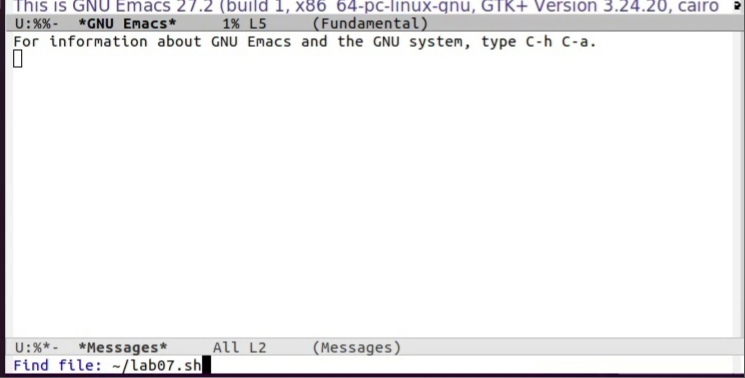 This is GNU Emacs 27.2 (build 1, x86_64-pc-linux-gnu, GTK+ Version 3.24.20, cairo
U:%%-  *GNU Emacs*     1% L5     (Fundamental)
For information about GNU Emacs and the GNU system, type C-h C-a.
U:%*-  *Messages*     All L2     (Messages)
Find file: ~/lab07.sh